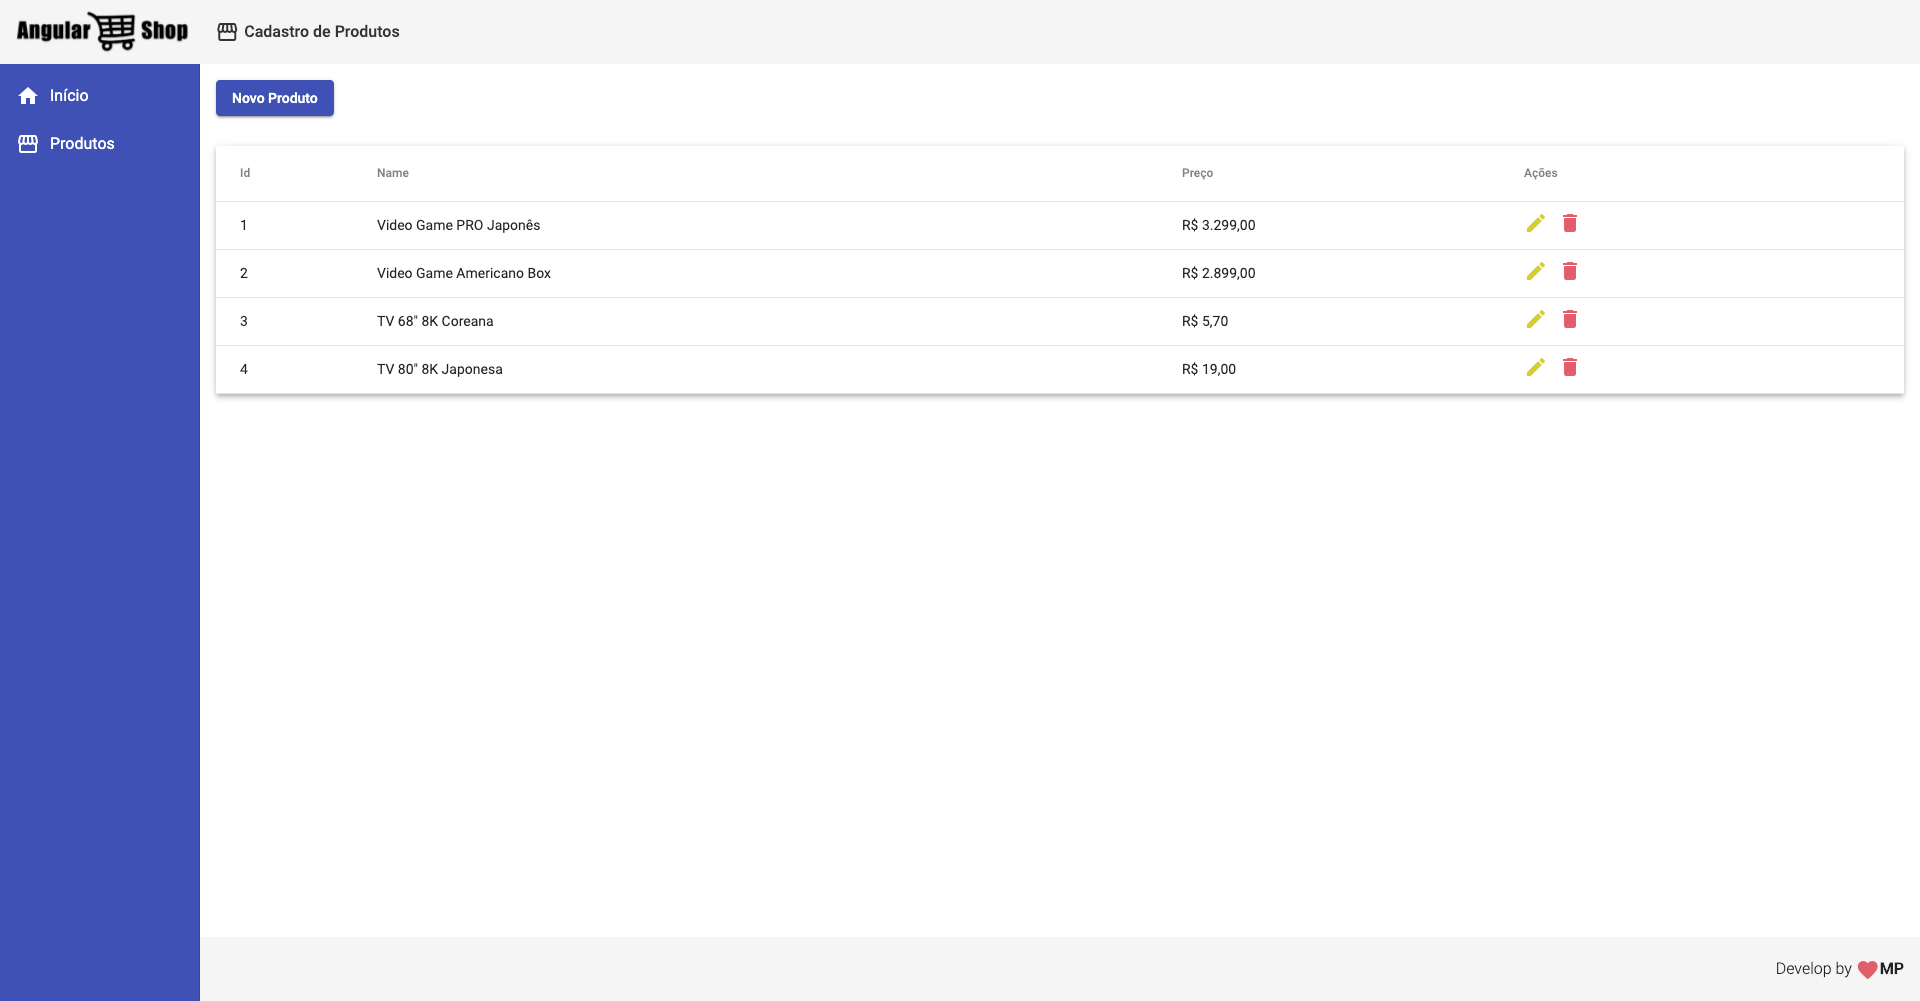 Angular Shop
Cadastro de Produtos
Início
Produtos
Novo Produto
Id Name Preço Ações
1 Video Game PRO Japonês R$ 3.299,00
2 Video Game Americano Box R$ 2.899,00
3 TV 68" 8K Coreana R$ 5,70
4 TV 80" 8K Japonesa R$ 19,00
Develop by MP